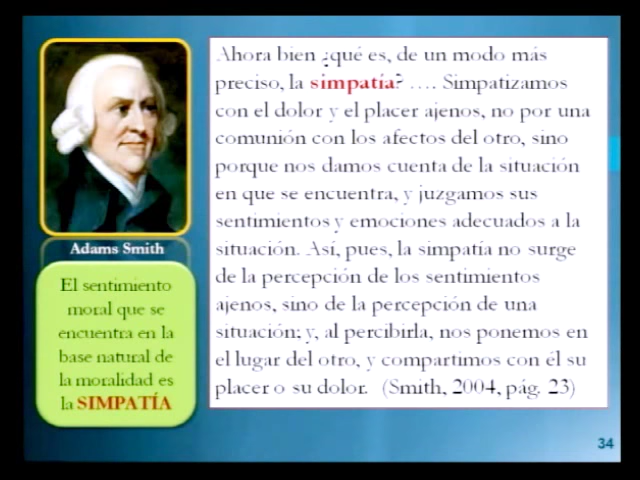 Ahora bien ¿qué es, de un modo más
preciso, la simpatía? .... Simpatizamos
con el dolor y el placer ajenos, no por una
comunión con los afectos del otro, sino
porque nos damos cuenta de la situación
en que se encuentra, y juzgamos sus
sentimientos y emociones adecuados a la
situación. Así, pues, la simpatía no surge
de la percepción de los sentimientos
ajenos, sino de la percepción de una
situación; y, al percibirla, nos ponemos en
el lugar del otro, y compartimos con él su
placer o su dolor. (Smith, 2004, pág. 23)
Adams Smith
El sentimiento
moral que se
encuentra en la
base natural de
la moralidad es
la SIMPATÍA
34